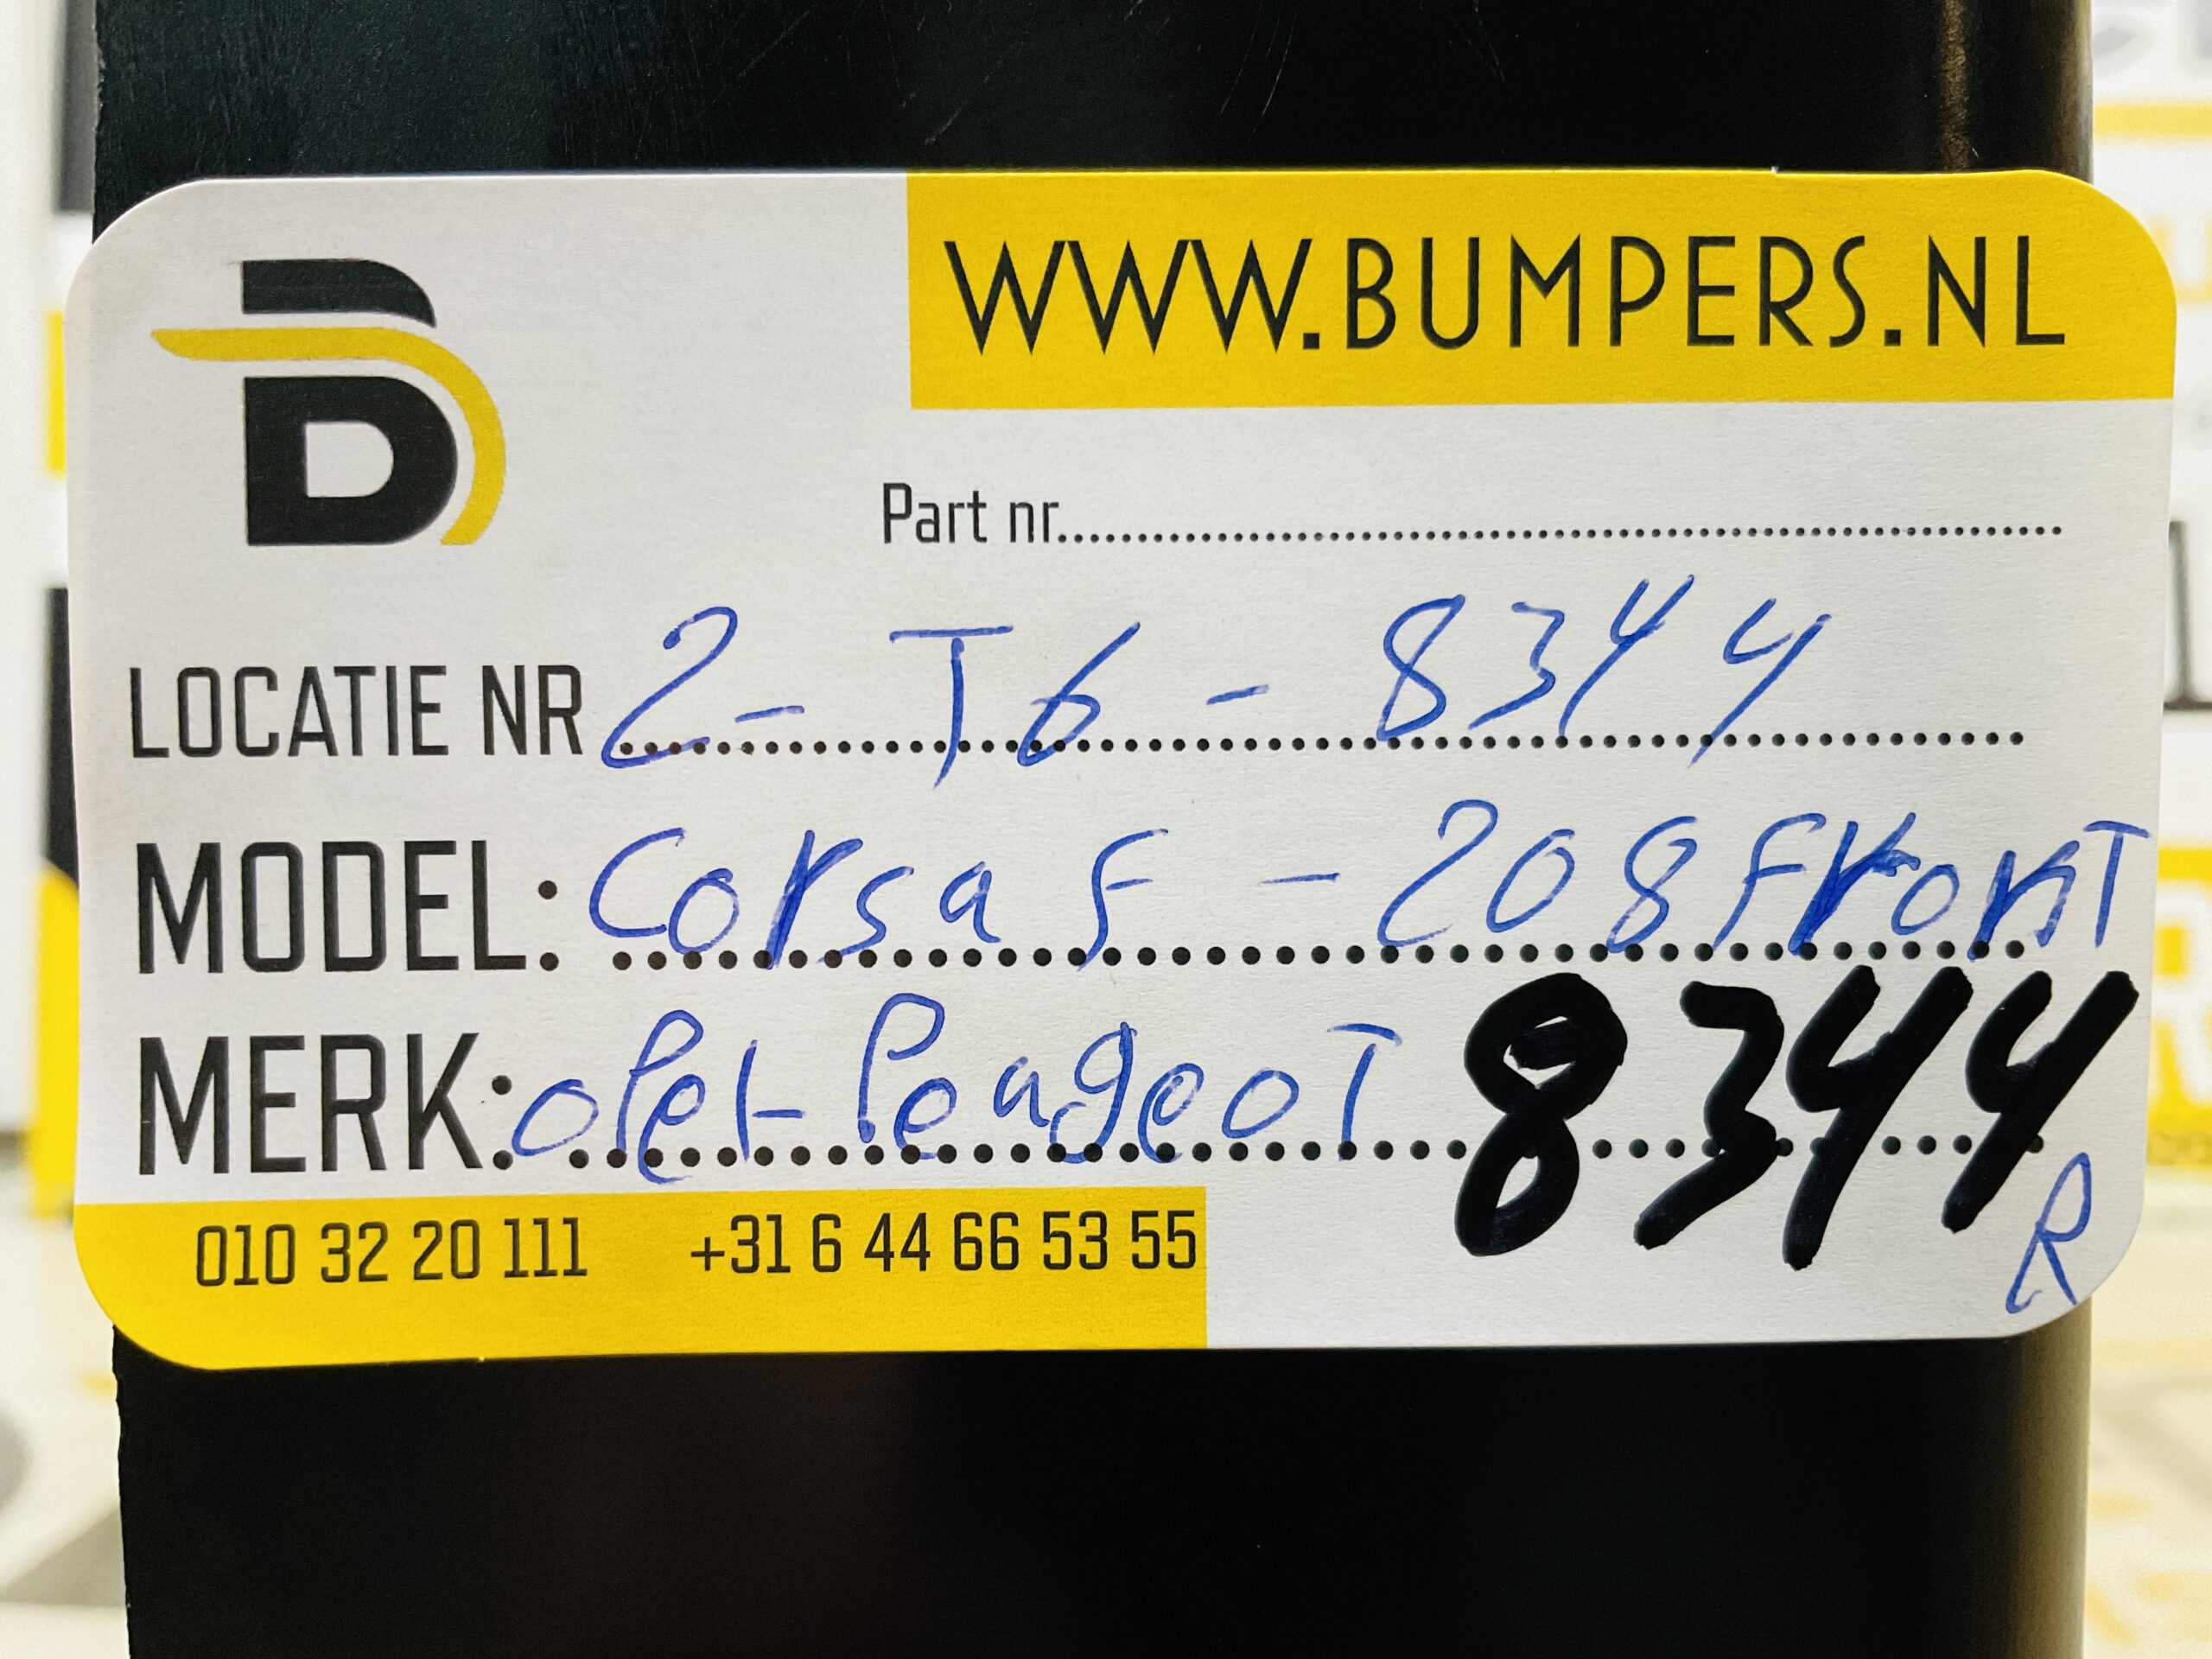 WWW.BUMPERS.NL
Part nr.
LOCATIE NR 2 - T6 - 8344
MODEL: Corsa F - 208 FronT
MERK: oPel - PeugeoT 8344
R
010 32 20 111 +31 6 44 66 53 55